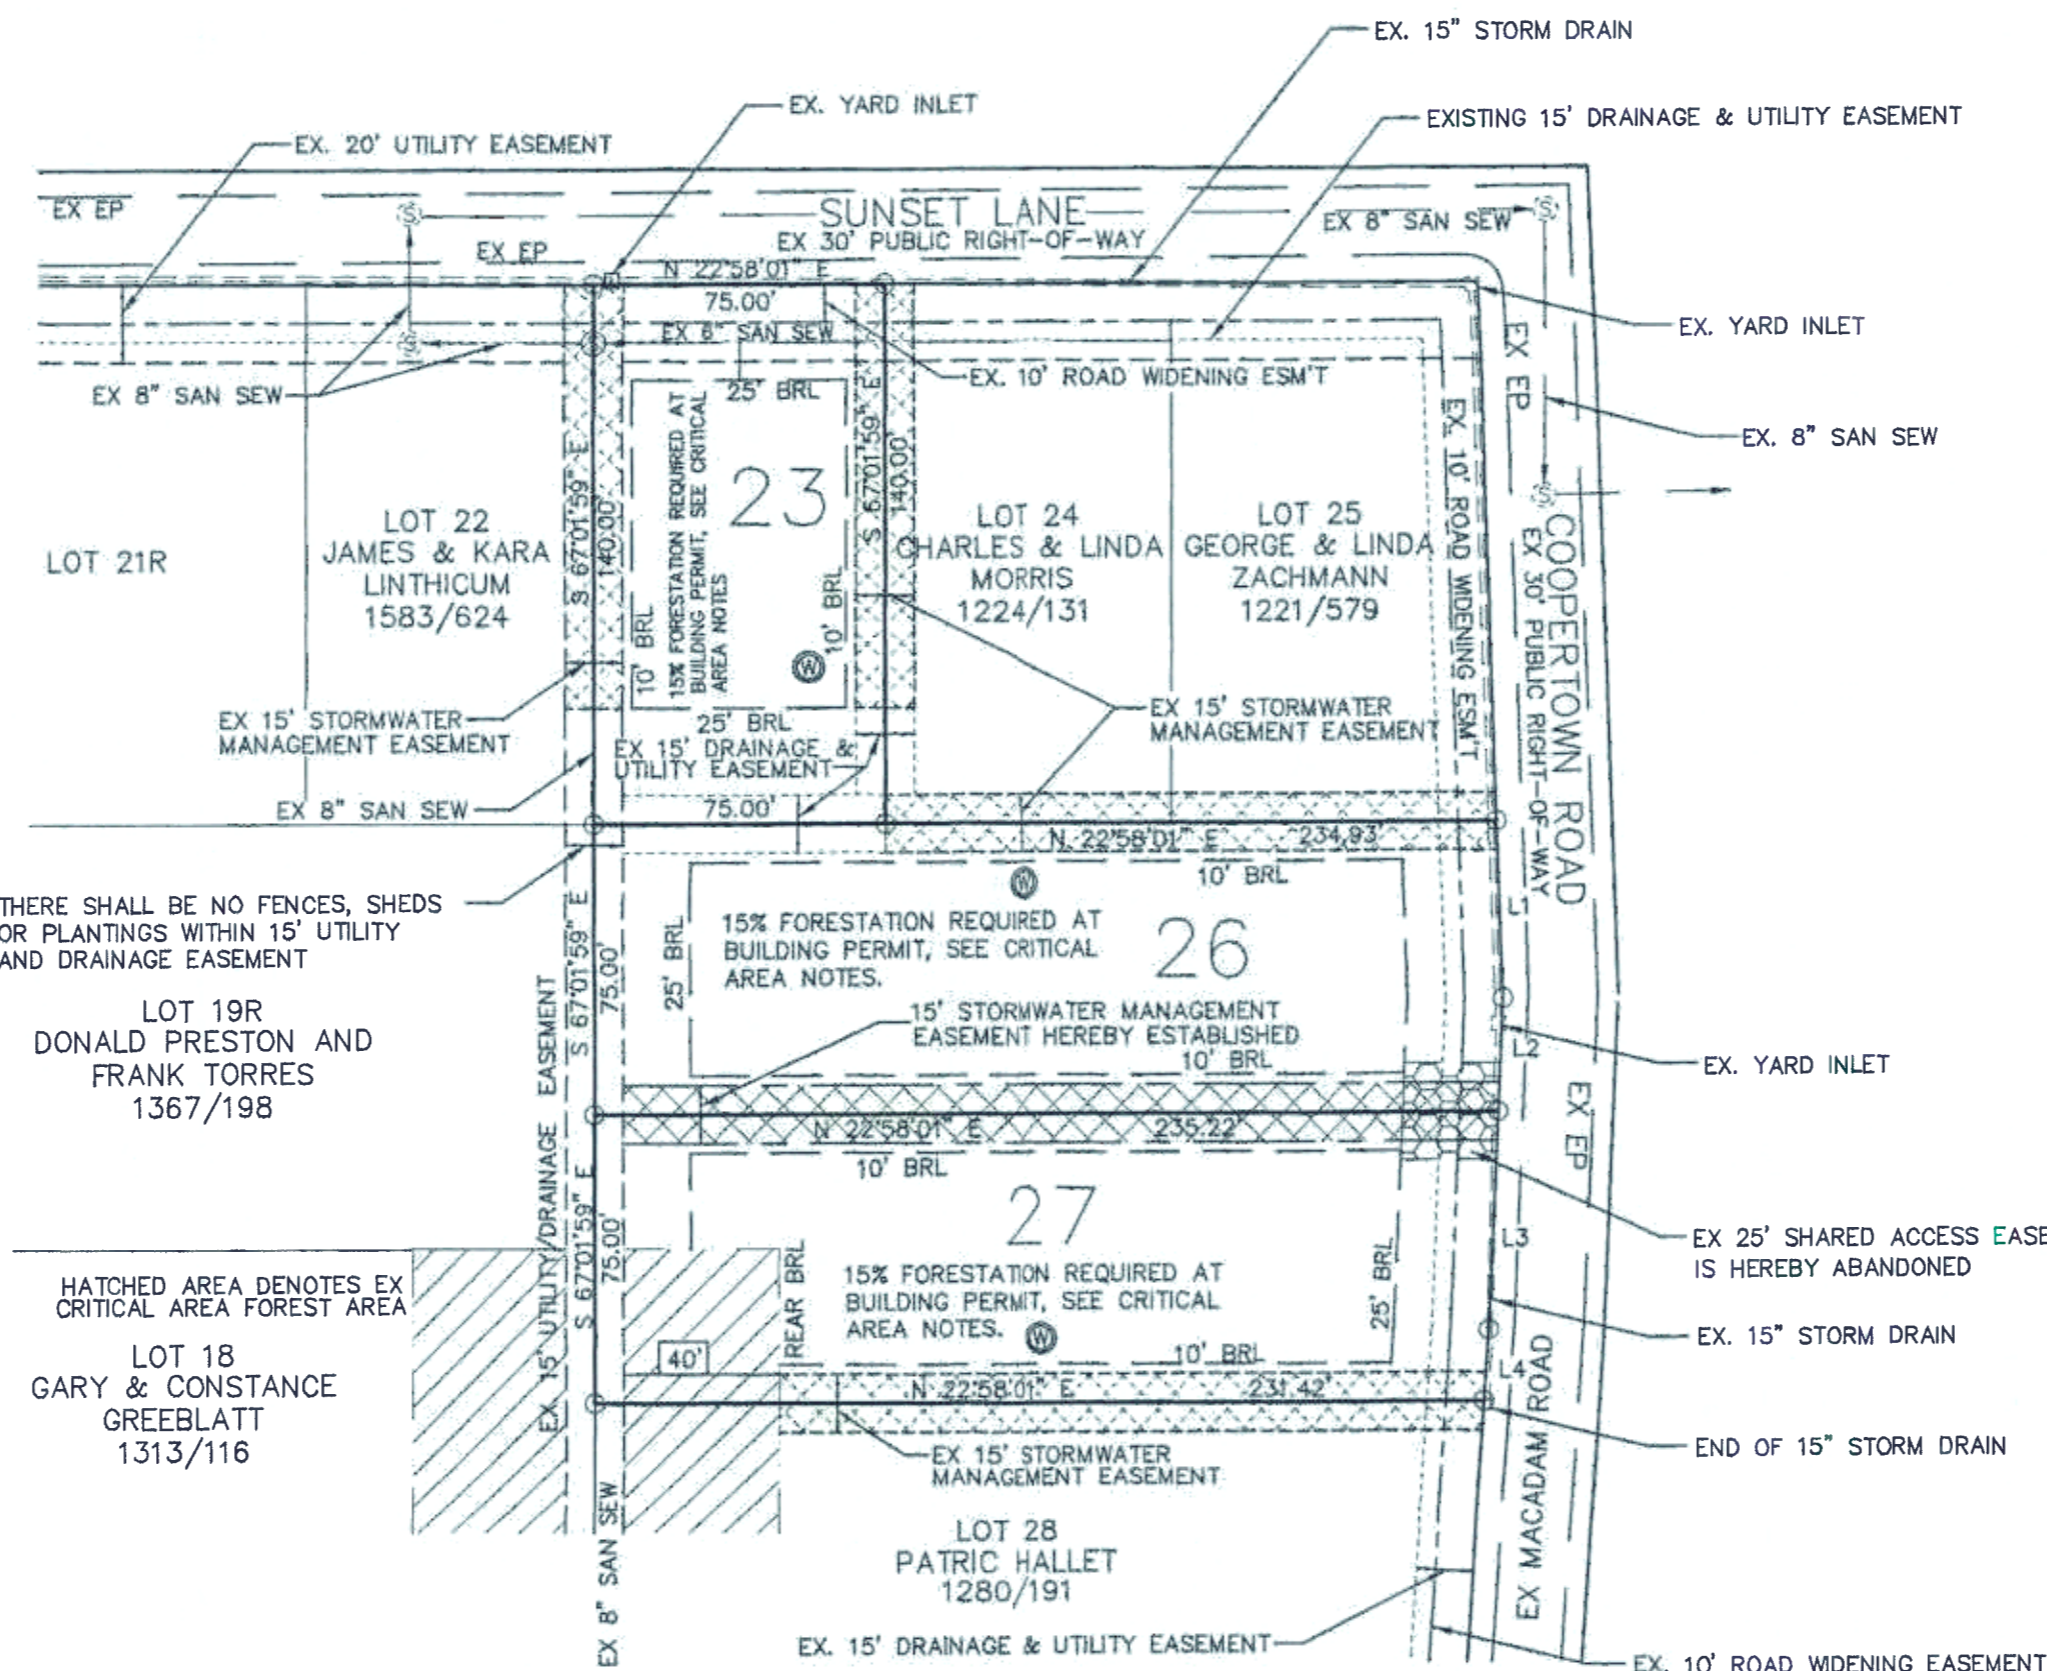 EX. 15" STORM DRAIN
EX. YARD INLET
EXISTING 15' DRAINAGE & UTILITY EASEMENT
EX. 20' UTILITY EASEMENT
EX EP
SUNSET LANE
EX 30' PUBLIC RIGHT-OF-WAY
EX 8" SAN SEW
EX EP
N 22°58'01" E
75.00'
EX 8" SAN SEW
EX. YARD INLET
EX 8" SAN SEW
25' BRL
EX. 10' ROAD WIDENING ESM'T
EX EP
EX. 8" SAN SEW
S 67°01'59" E
140.00'
10' BRL
15% FORESTATION REQUIRED AT
BUILDING PERMIT, SEE CRITICAL
AREA NOTES
23
10' BRL
W
S 67°01'59" E
140.00'
LOT 21R
LOT 22
JAMES & KARA
LINTHICUM
1583/624
LOT 24
CHARLES & LINDA
MORRIS
1224/131
LOT 25
GEORGE & LINDA
ZACHMANN
1221/579
EX. 10' ROAD WIDENING ESM'T
COOPERTOWN ROAD
EX 30' PUBLIC RIGHT-OF-WAY
EX 15' STORMWATER
MANAGEMENT EASEMENT
25' BRL
EX 15' DRAINAGE &
UTILITY EASEMENT
EX 15' STORMWATER
MANAGEMENT EASEMENT
EX 8" SAN SEW
75.00'
N 22°58'01" E
234.93'
THERE SHALL BE NO FENCES, SHEDS
OR PLANTINGS WITHIN 15' UTILITY
AND DRAINAGE EASEMENT
S 67°01'59" E
75.00'
25' BRL
W
10' BRL
15% FORESTATION REQUIRED AT
BUILDING PERMIT, SEE CRITICAL
AREA NOTES.
26
L1
15' STORMWATER MANAGEMENT
EASEMENT HEREBY ESTABLISHED
10' BRL
L2
EX. YARD INLET
LOT 19R
DONALD PRESTON AND
FRANK TORRES
1367/198
EX. 15' UTILITY/DRAINAGE EASEMENT
N 22°58'01" E
235.22'
EX EP
10' BRL
27
S 67°01'59" E
75.00'
L3
EX 25' SHARED ACCESS EASE
IS HEREBY ABANDONED
HATCHED AREA DENOTES EX
CRITICAL AREA FOREST AREA
REAR BRL
15% FORESTATION REQUIRED AT
BUILDING PERMIT, SEE CRITICAL
AREA NOTES.
W
25' BRL
EX. 15" STORM DRAIN
40'
10' BRL
L4
LOT 18
GARY & CONSTANCE
GREEBLATT
1313/116
N 22°58'01" E
231.42'
END OF 15" STORM DRAIN
EX 15' STORMWATER
MANAGEMENT EASEMENT
EX MACADAM ROAD
EX 8" SAN SEW
LOT 28
PATRIC HALLET
1280/191
EX. 15' DRAINAGE & UTILITY EASEMENT
EX. 10' ROAD WIDENING EASEMENT